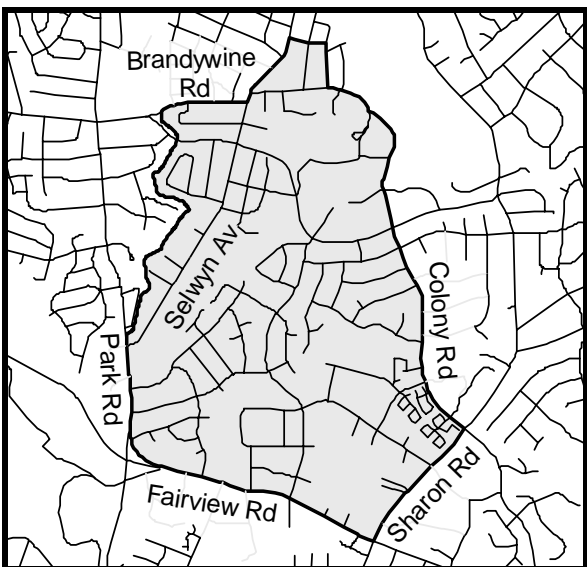 Brandywine
Rd
Selwyn Av
Colony Rd
Park Rd
Sharon Rd
Fairview Rd